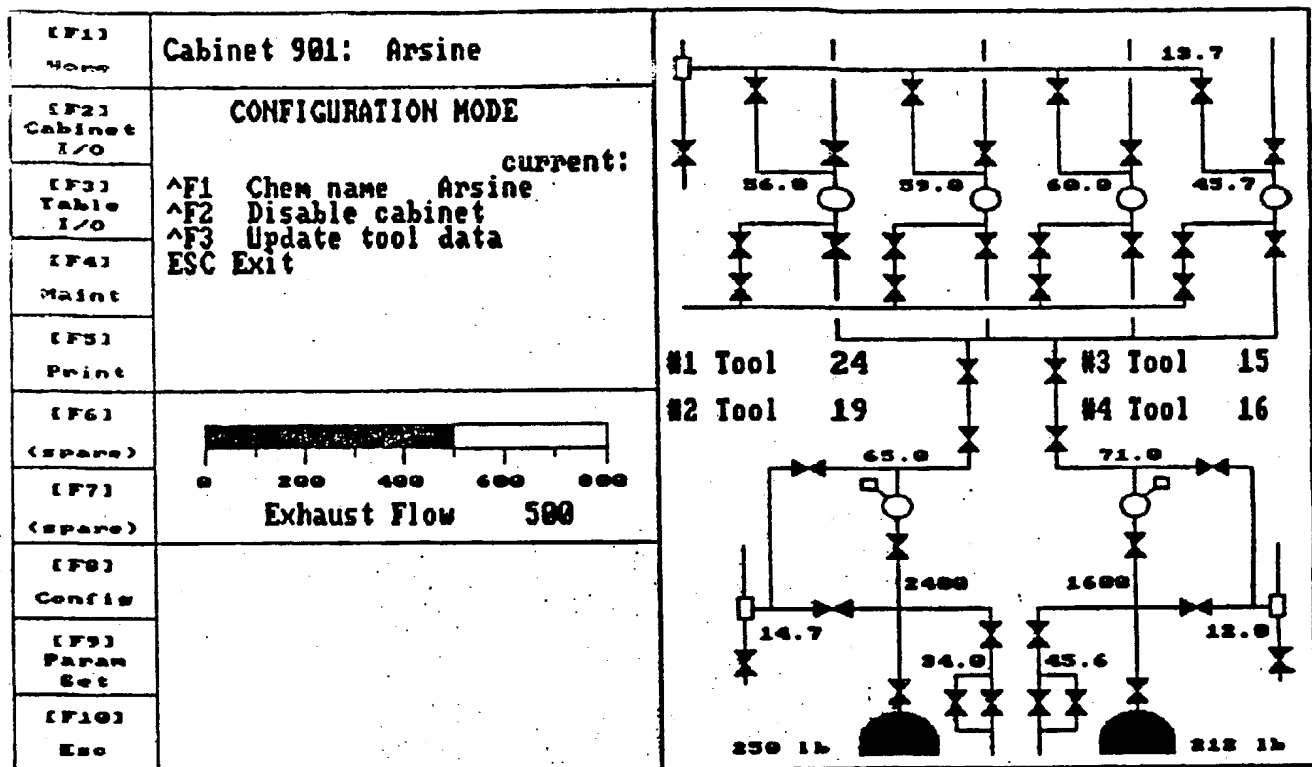 [F1]
Home
[F2]
Cabinet
I/O
[F3]
Table
I/O
[F4]
Maint
[F5]
Print
[F6]
(spare)
[F7]
(spare)
[F8]
Config
[F9]
Param
Set
[F10]
Esc
Cabinet 901: Arsine
CONFIGURATION MODE
current:
^F1 Chem name Arsine
^F2 Disable cabinet
^F3 Update tool data
ESC Exit
0 200 400 600 800
Exhaust Flow 500
13.7
56.0 59.0 60.0 45.7
#1 Tool 24 #3 Tool 15
#2 Tool 19 #4 Tool 16
65.0 71.0
2400 1600
14.7 12.0
34.0 45.6
250 lb 212 lb